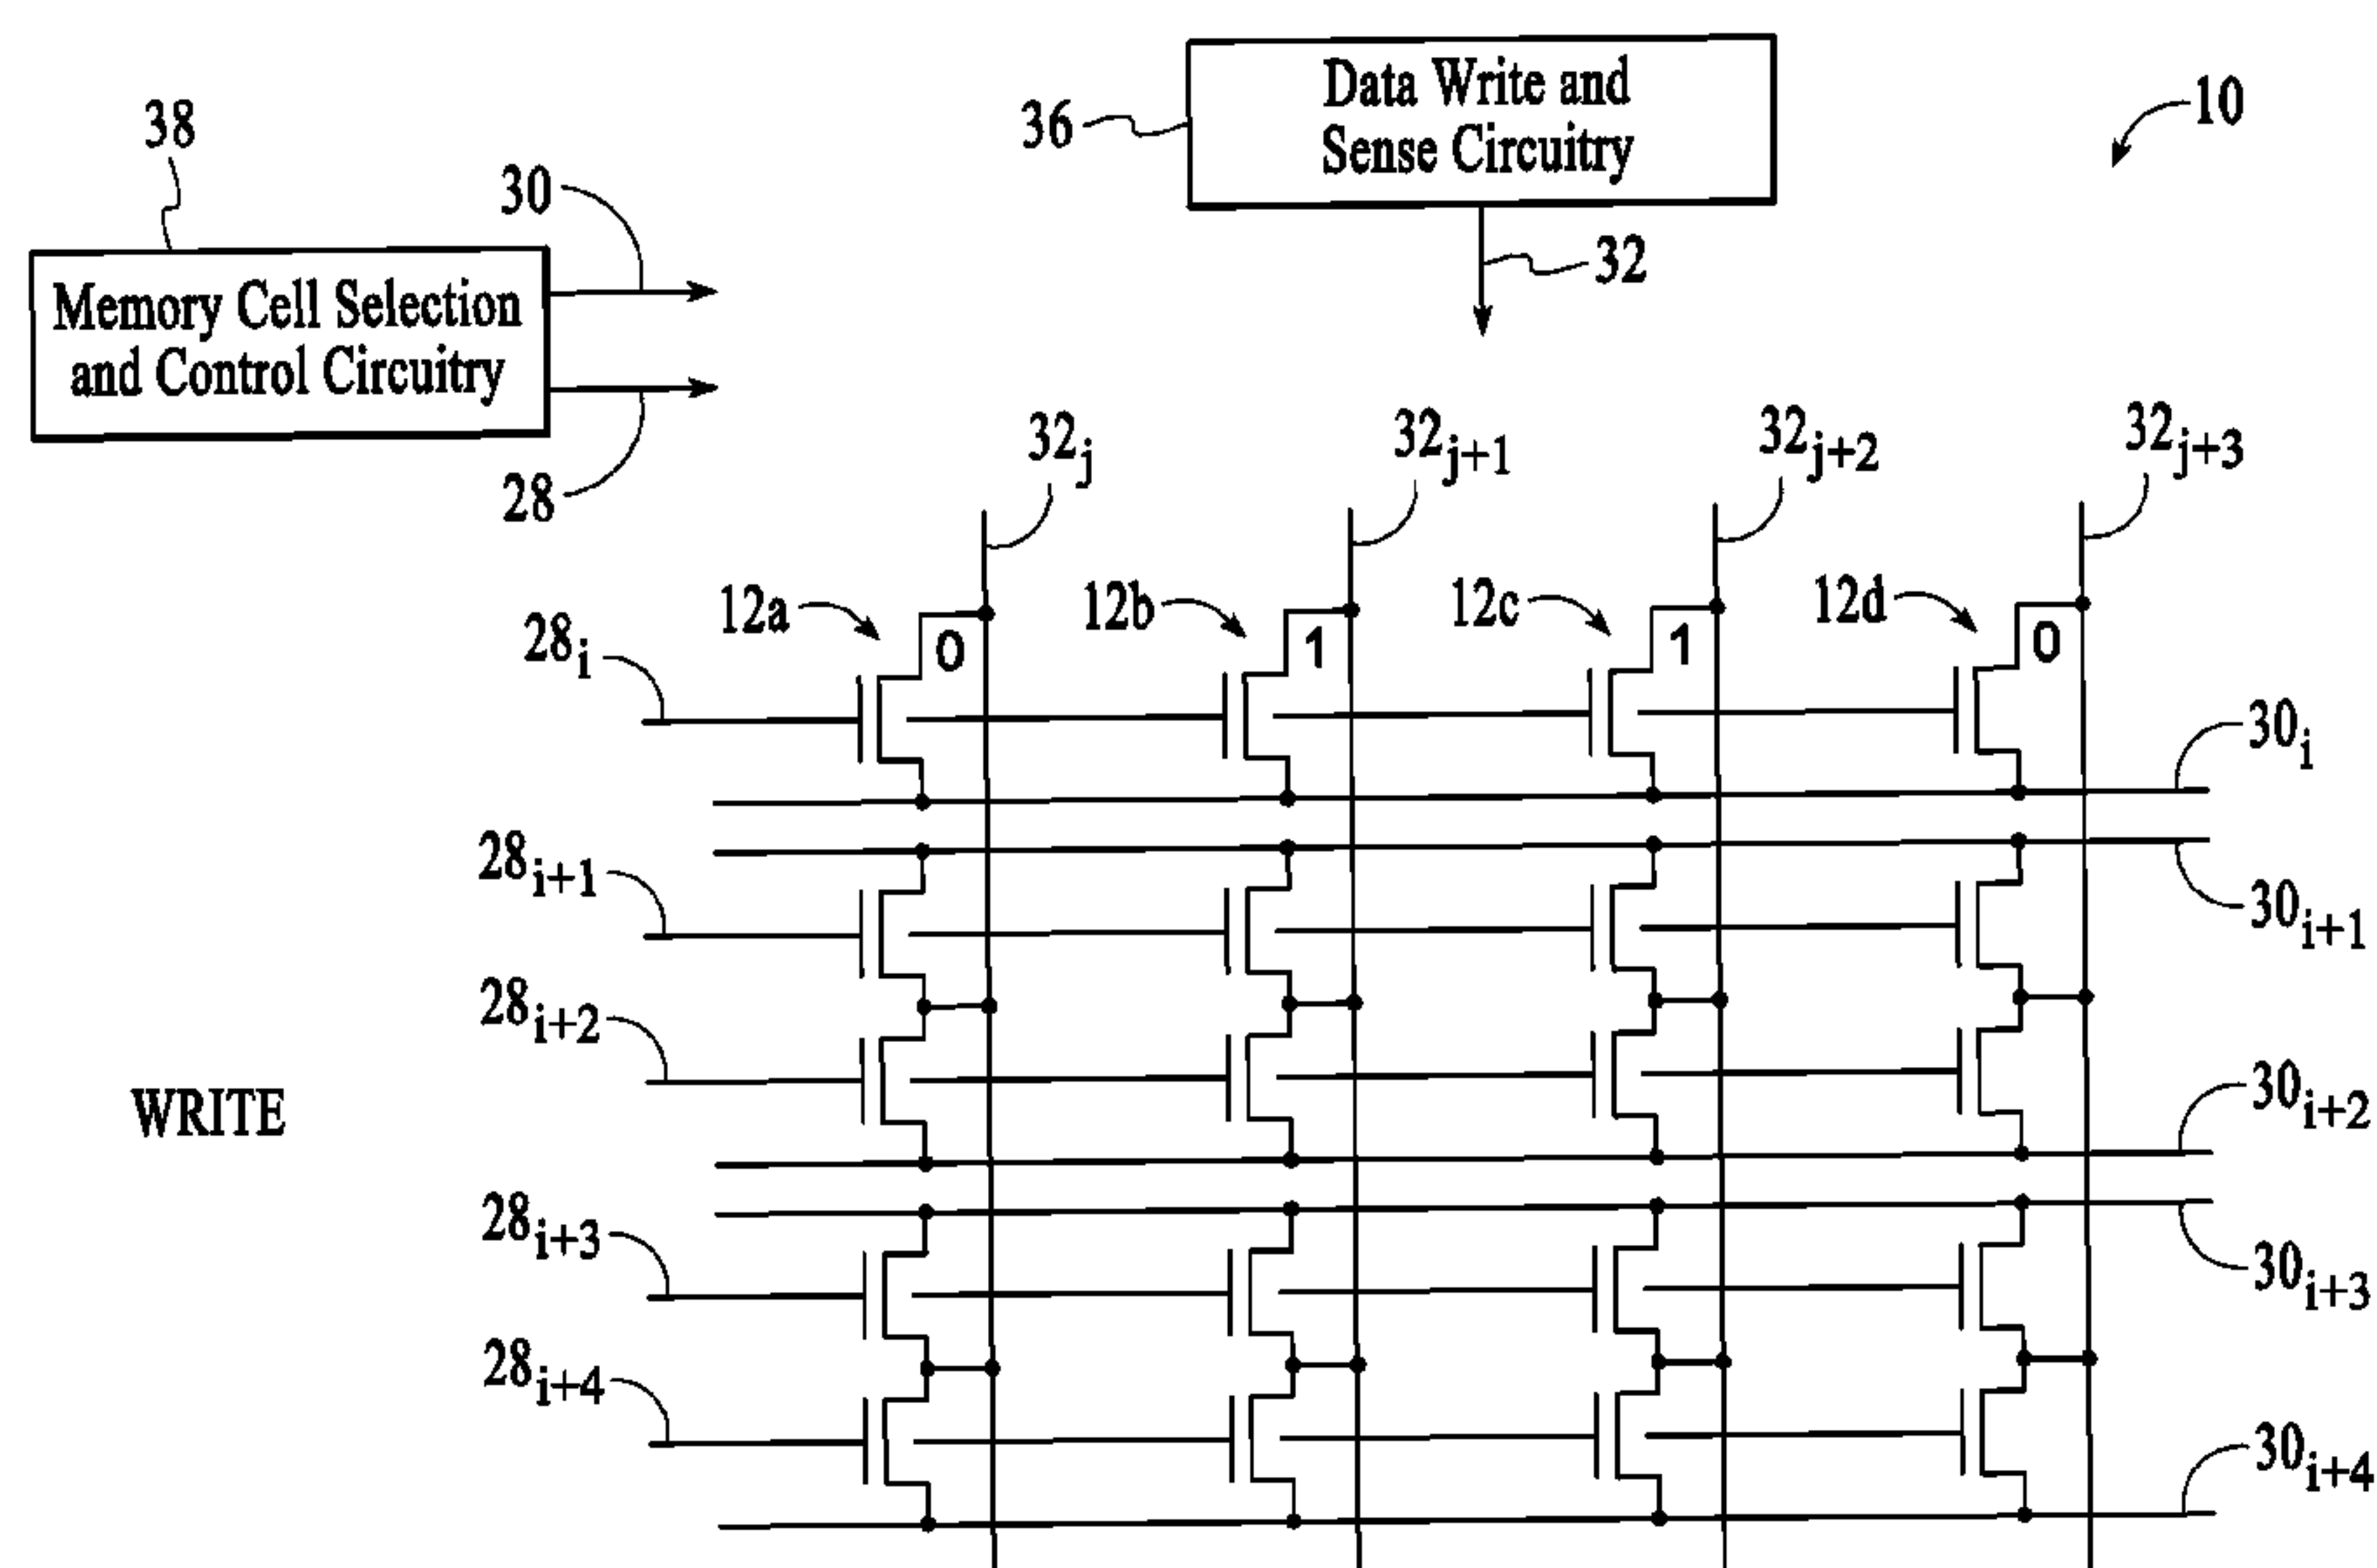 Data Write and
Sense Circuitry
36
10
38
30
32
Memory Cell Selection
and Control Circuitry
28
32j
32j+1
32j+2
32j+3
12a
12b
12c
12d
0
1
1
0
28i
30i
28i+1
30i+1
28i+2
30i+2
WRITE
28i+3
30i+3
28i+4
30i+4